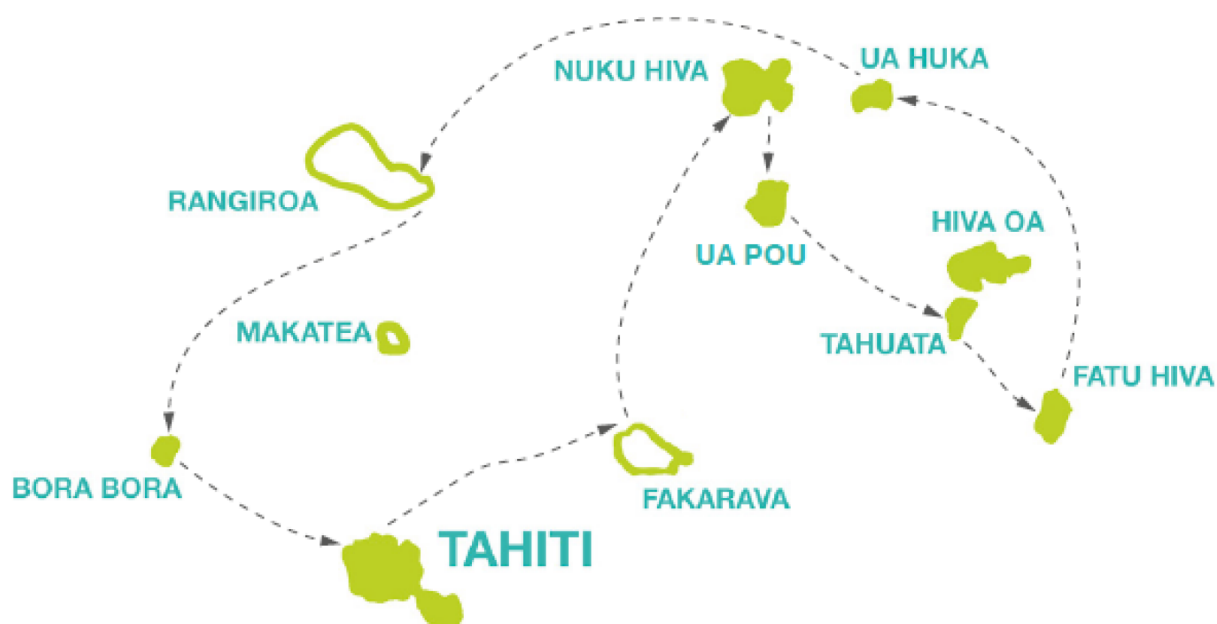 NUKU HIVA
UA HUKA
RANGIROA
HIVA OA
UA POU
MAKATEA
TAHUATA
FATU HIVA
BORA BORA
FAKARAVA
TAHITI